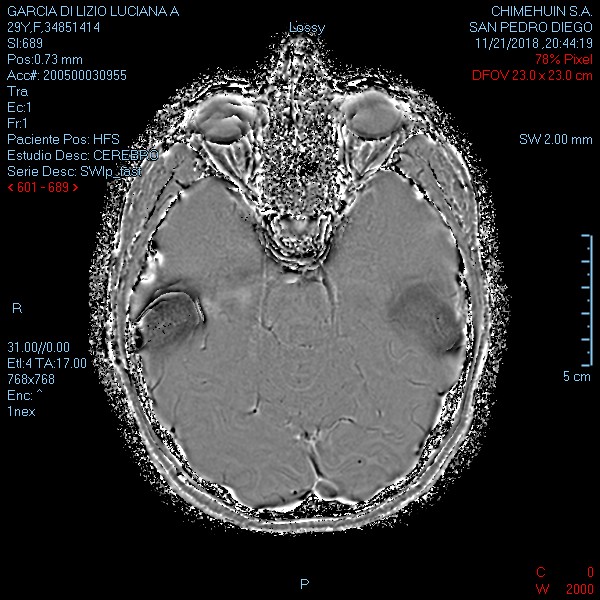 GARCIA DI LIZIO LUCIANA A
29Y,F,34851414
Sl:689
Pos:0.73 mm
Acc#: 200500030955
Tra
Ec:1
Fr:1
Paciente Pos: HFS
Estudio Desc: CEREBRO
Serie Desc: SWIp_fast
< 601 - 689 >
Lossy
CHIMEHUIN S.A.
SAN PEDRO DIEGO
11/21/2018 ,20:44:19
78% Pixel
DFOV 23.0 x 23.0 cm
SW 2.00 mm
R
31.00//0.00
Etl:4 TA:17.00
768x768
Enc: ^
1nex
5 cm
P
C 0
W 2000